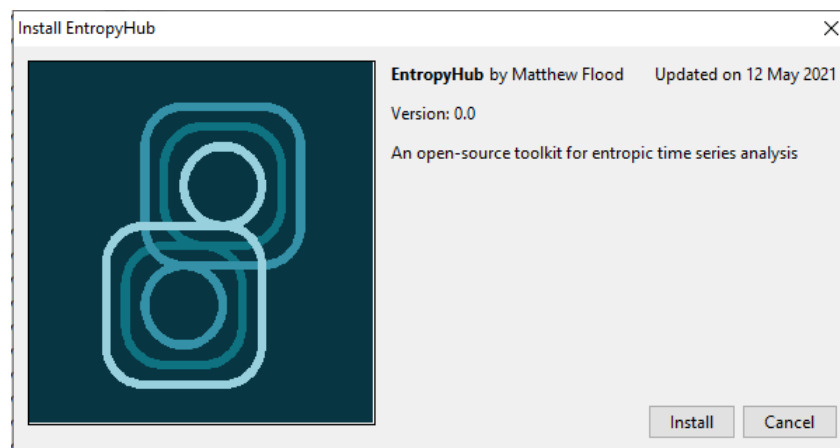 Install EntropyHub
EntropyHub by Matthew Flood Updated on 12 May 2021
Version: 0.0
An open-source toolkit for entropic time series analysis
Install Cancel